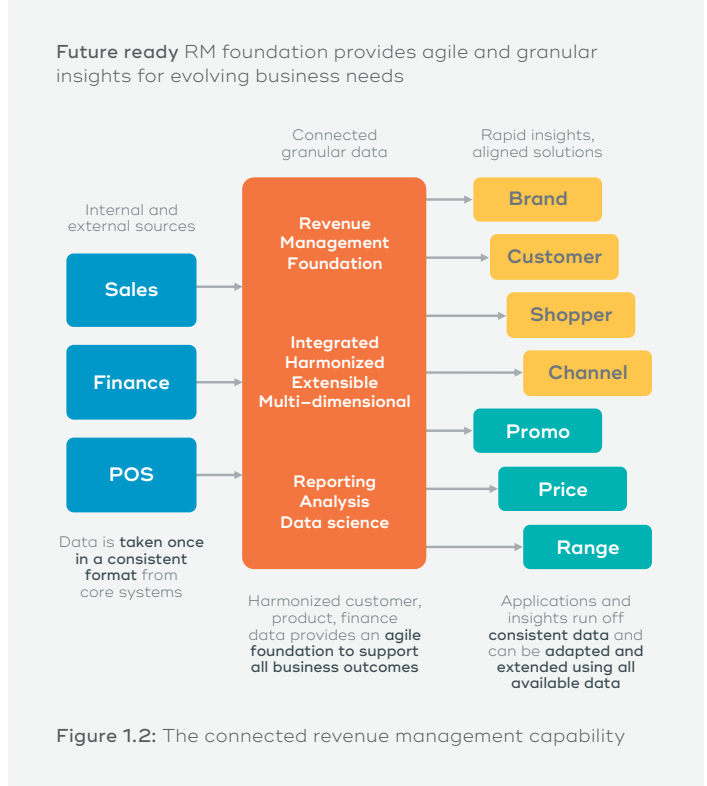 Future ready RM foundation provides agile and granular
insights for evolving business needs
Internal and
external sources
Sales
Finance
POS
Data is taken once
in a consistent
format from
core systems
Connected
granular data
Revenue
Management
Foundation
Integrated
Harmonized
Extensible
Multi–dimensional
Reporting
Analysis
Data science
Harmonized customer,
product, finance
data provides an agile
foundation to support
all business outcomes
Rapid insights,
aligned solutions
Brand
Customer
Shopper
Channel
Promo
Price
Range
Applications and
insights run off
consistent data and
can be adapted and
extended using all
available data
Figure 1.2: The connected revenue management capability